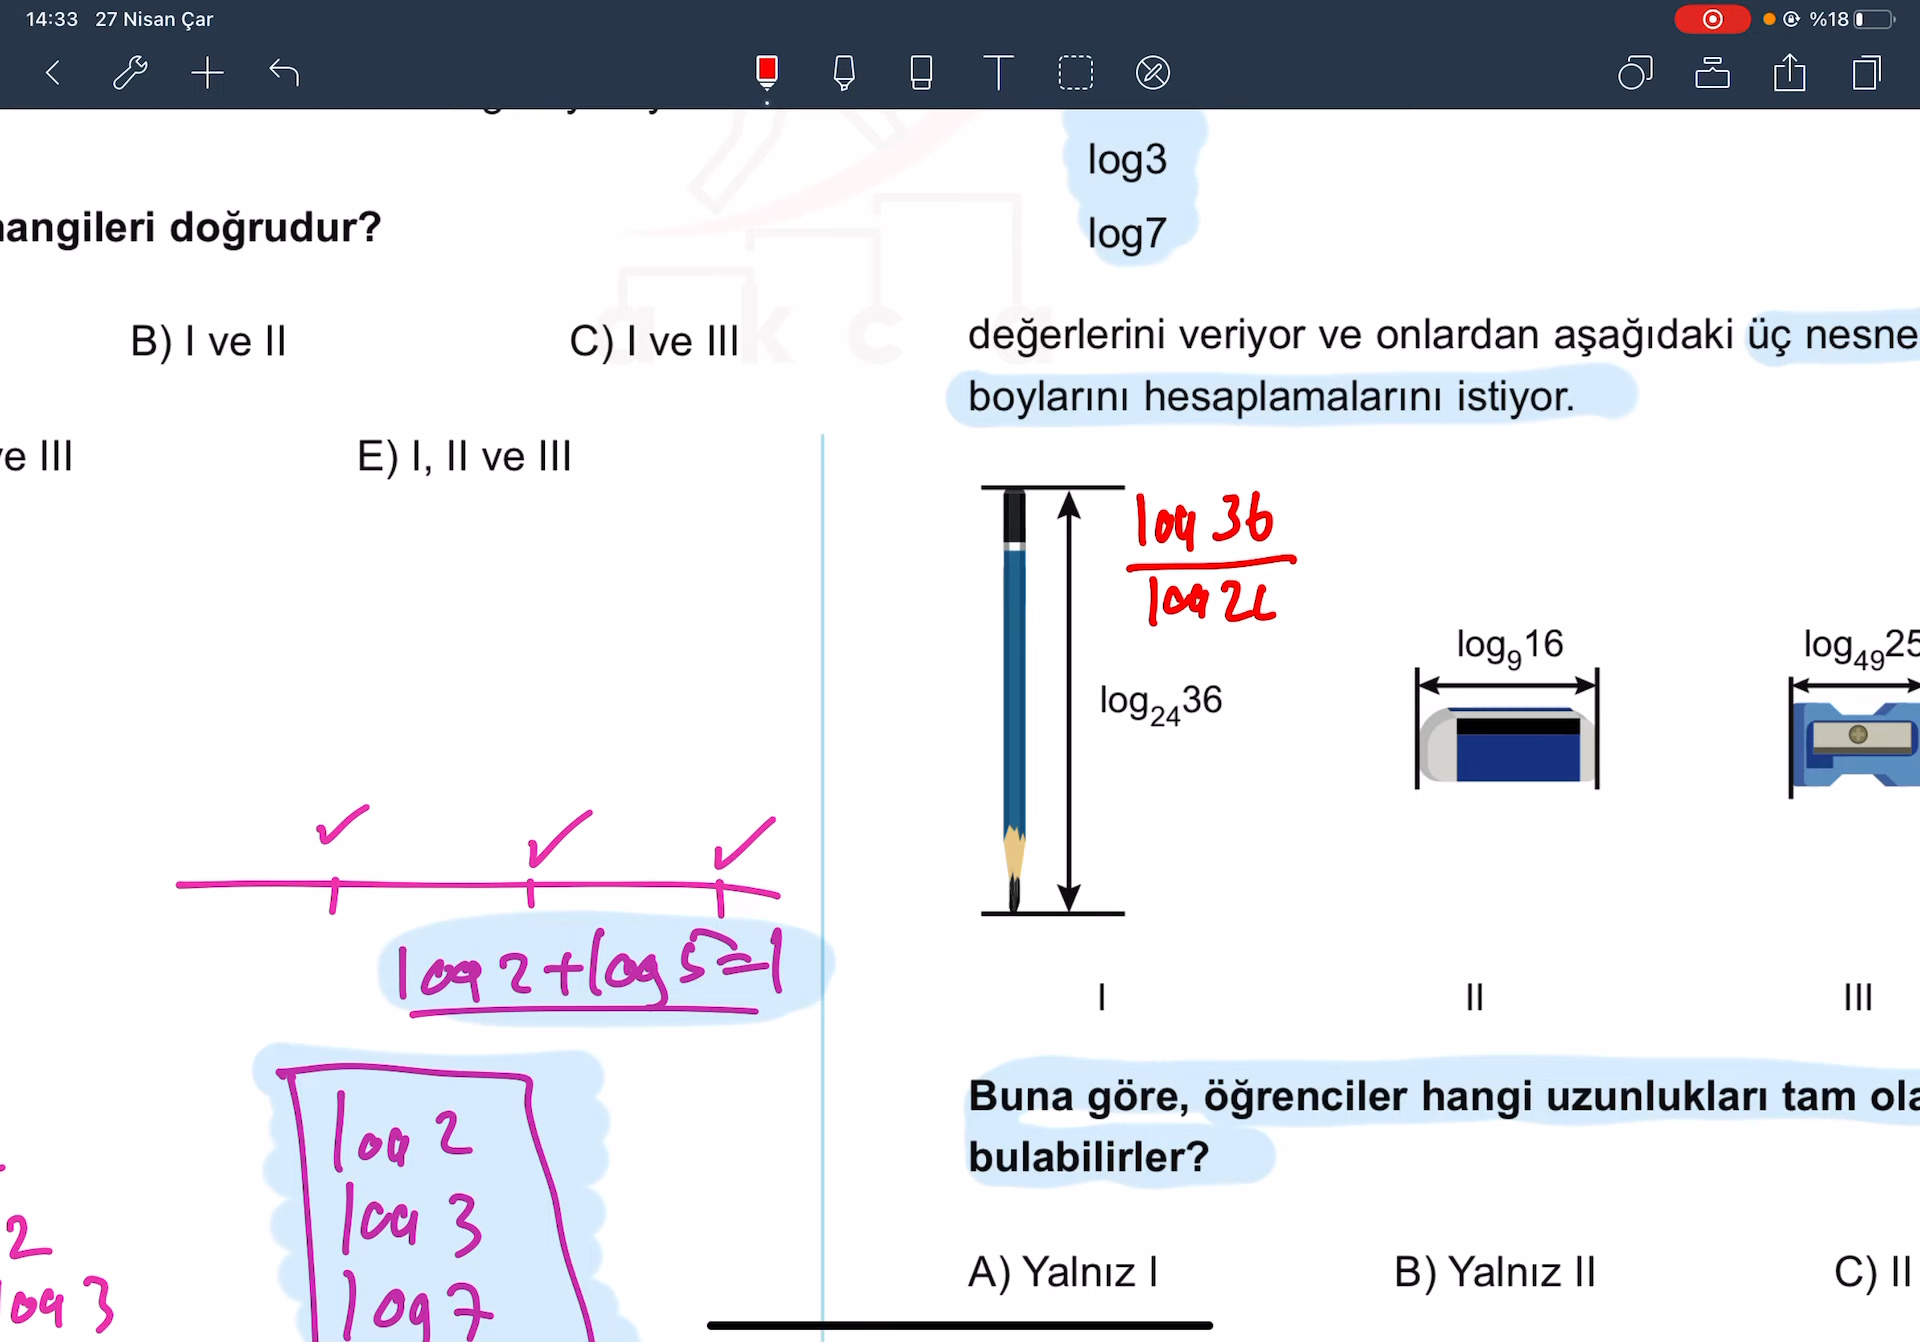 14:33 27 Nisan Çar
%18
angileri doğrudur?
B) I ve II
C) I ve III
e III
E) I, II ve III
log 2 + log 5 = 1
log 2
log 3
log 7
2
log 3
log3
log7
değerlerini veriyor ve onlardan aşağıdaki üç nesne
boylarını hesaplamalarını istiyor.
log 36
log 24
log₂₄36
log₉16
log₄₉25
I
II
III
Buna göre, öğrenciler hangi uzunlukları tam ola
bulabilirler?
A) Yalnız I
B) Yalnız II
C) II
akca